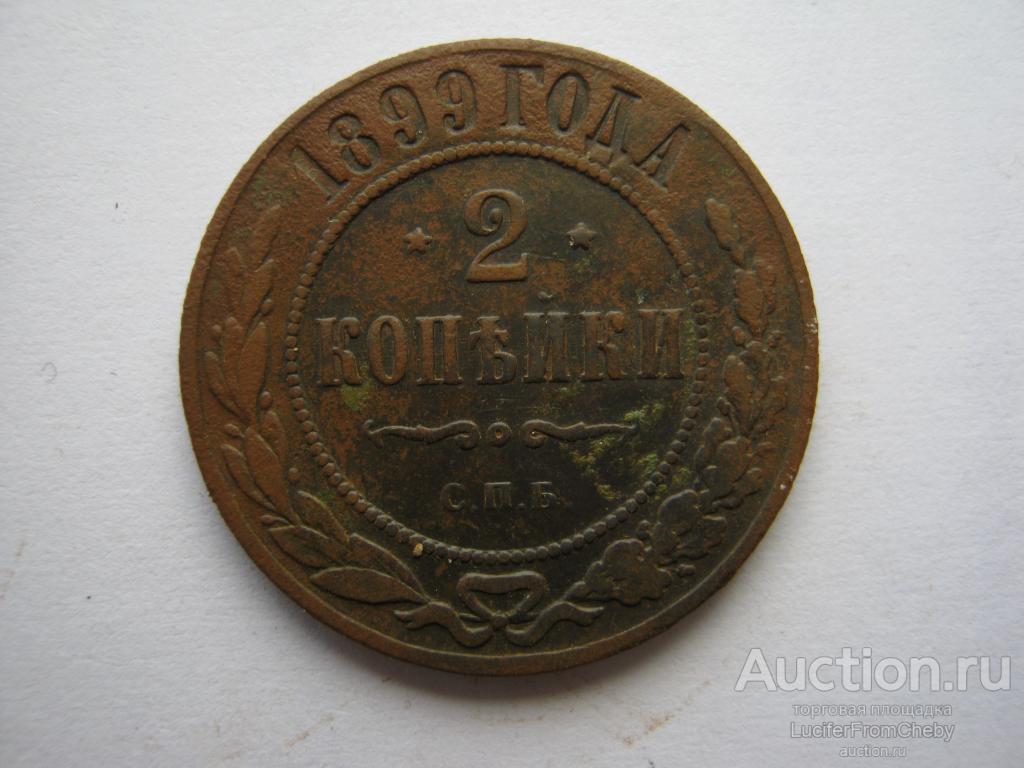 1899 ГОДА
2
КОПѢЙКИ
С.П.Б.
Auction.ru
торговая площадка
LuciferFromCheby
auction.ru